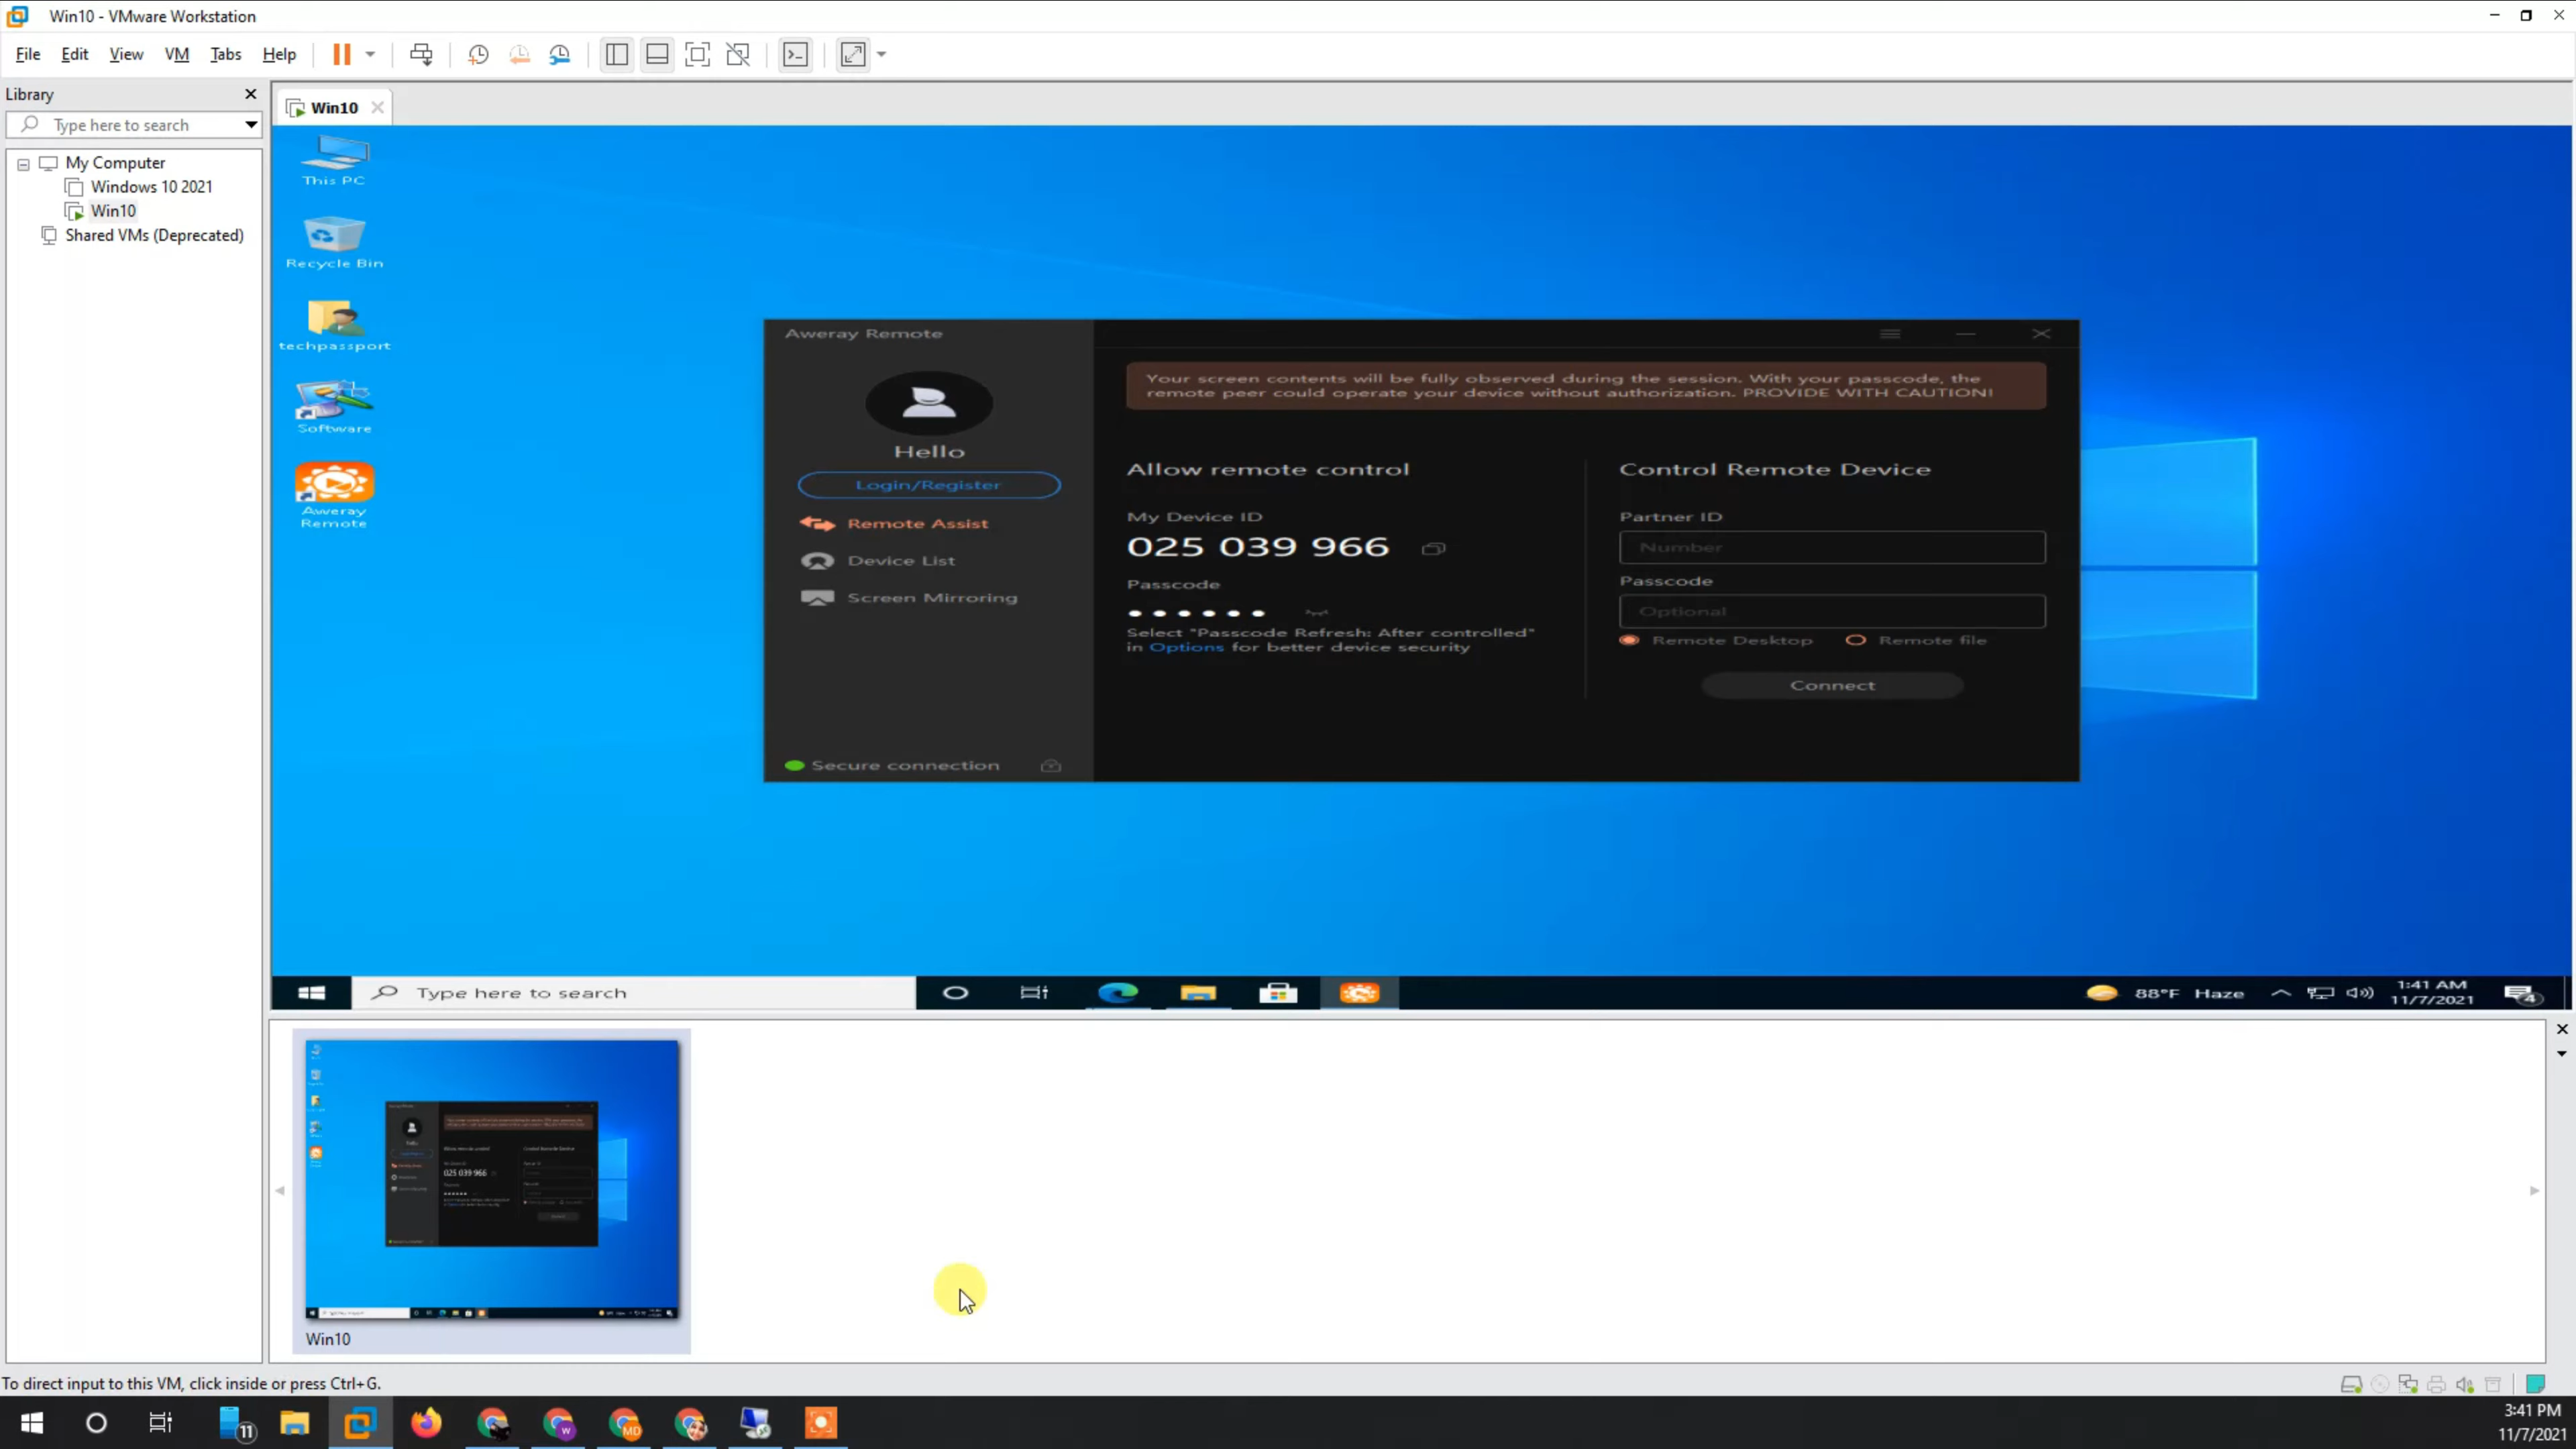 Win10 - VMware Workstation
File Edit View VM Tabs Help
Library
Type here to search
My Computer
Windows 10 2021
Win10
Shared VMs (Deprecated)
Win10
This PC
Recycle Bin
techpassport
Software
Aweray
Remote
Aweray Remote
Hello
Login/Register
Remote Assist
Device List
Screen Mirroring
Secure connection
Your screen contents will be fully observed during the session. With your passcode, the
remote peer could operate your device without authorization. PROVIDE WITH CAUTION!
Allow remote control
My Device ID
025 039 966
Passcode
Select "Passcode Refresh: After controlled"
in Options for better device security
Control Remote Device
Partner ID
Number
Passcode
Optional
Remote Desktop Remote file
Connect
Type here to search
88°F Haze
1:41 AM
11/7/2021
4
025 039 966
Win10
To direct input to this VM, click inside or press Ctrl+G.
11
W
MD
3:41 PM
11/7/2021